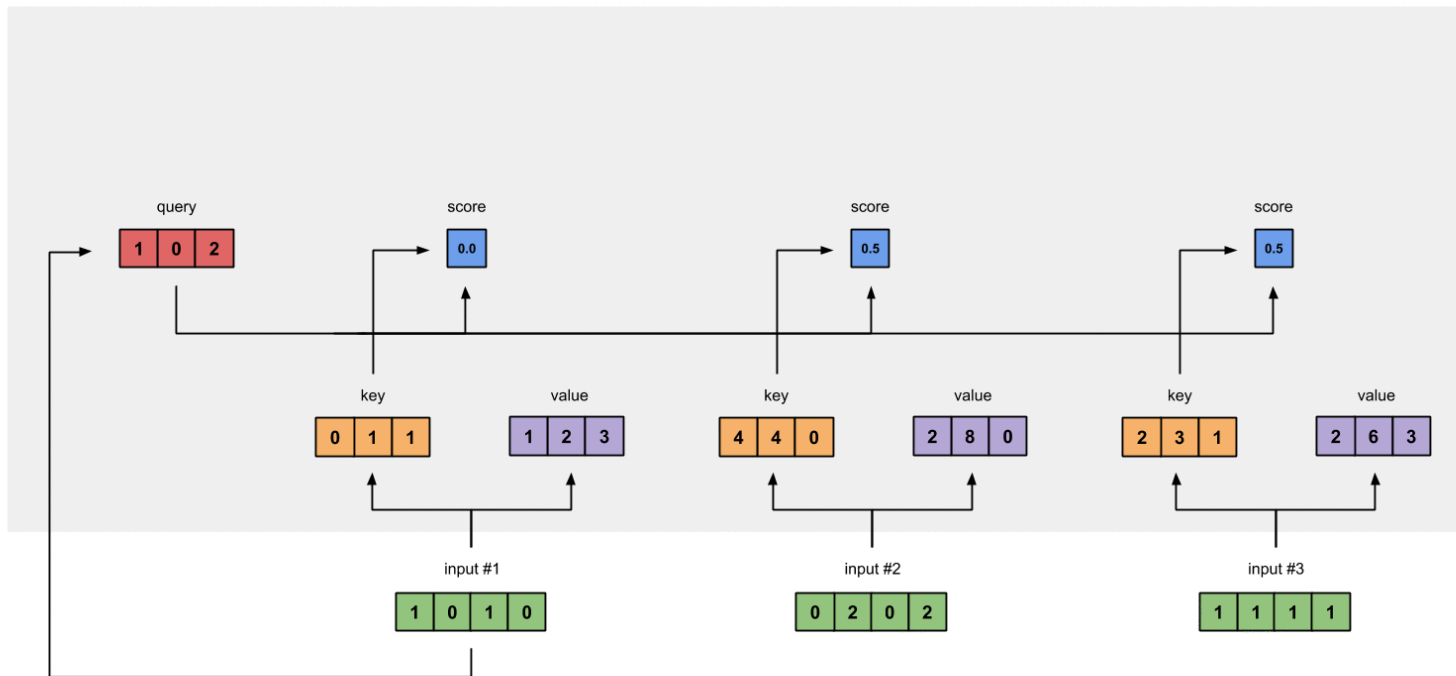 query score score score
1 0 2 0.0 0.5 0.5
key value key value key value
0 1 1 1 2 3 4 4 0 2 8 0 2 3 1 2 6 3
input #1 input #2 input #3
1 0 1 0 0 2 0 2 1 1 1 1